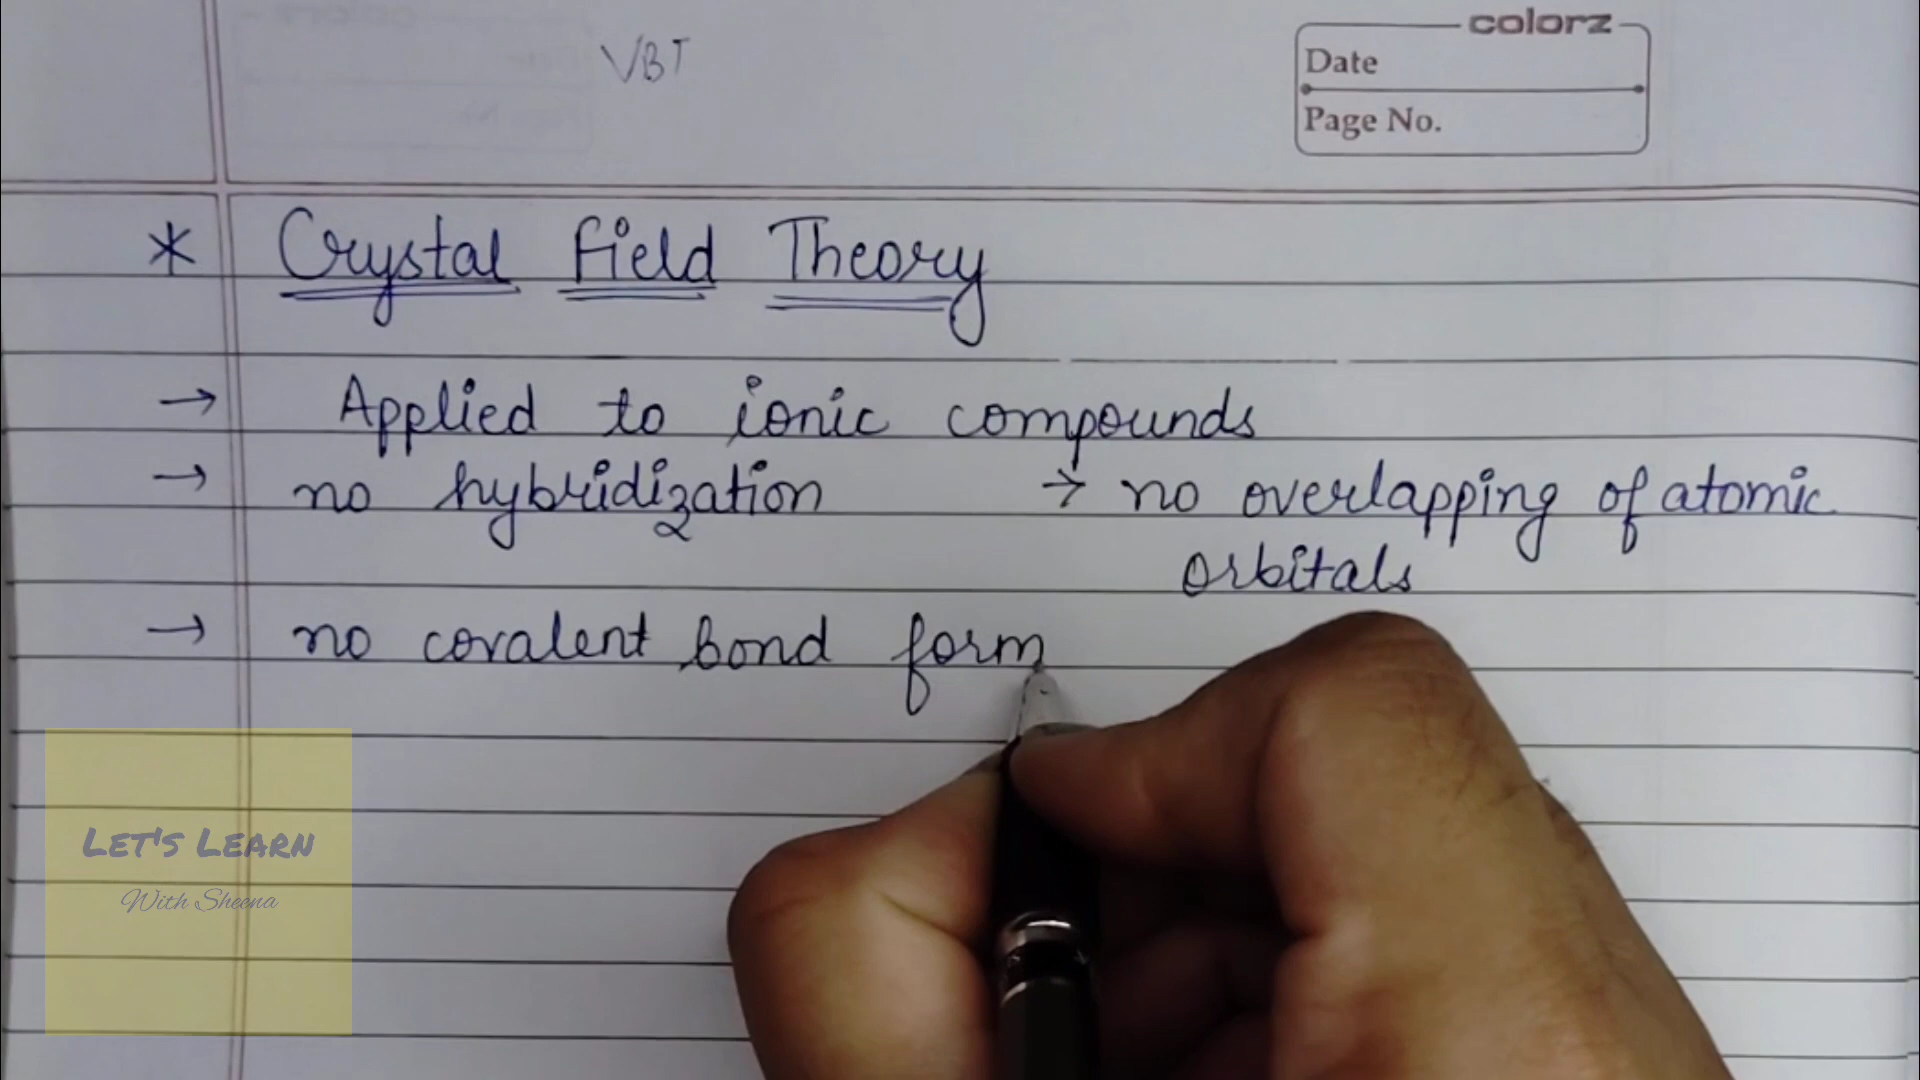 VBT
colorz
Date
Page No.
* Crystal Field Theory
→ Applied to ionic compounds
→ no hybridization → no overlapping of atomic
orbitals
→ no covalent bond form
LET'S LEARN
With Sheena